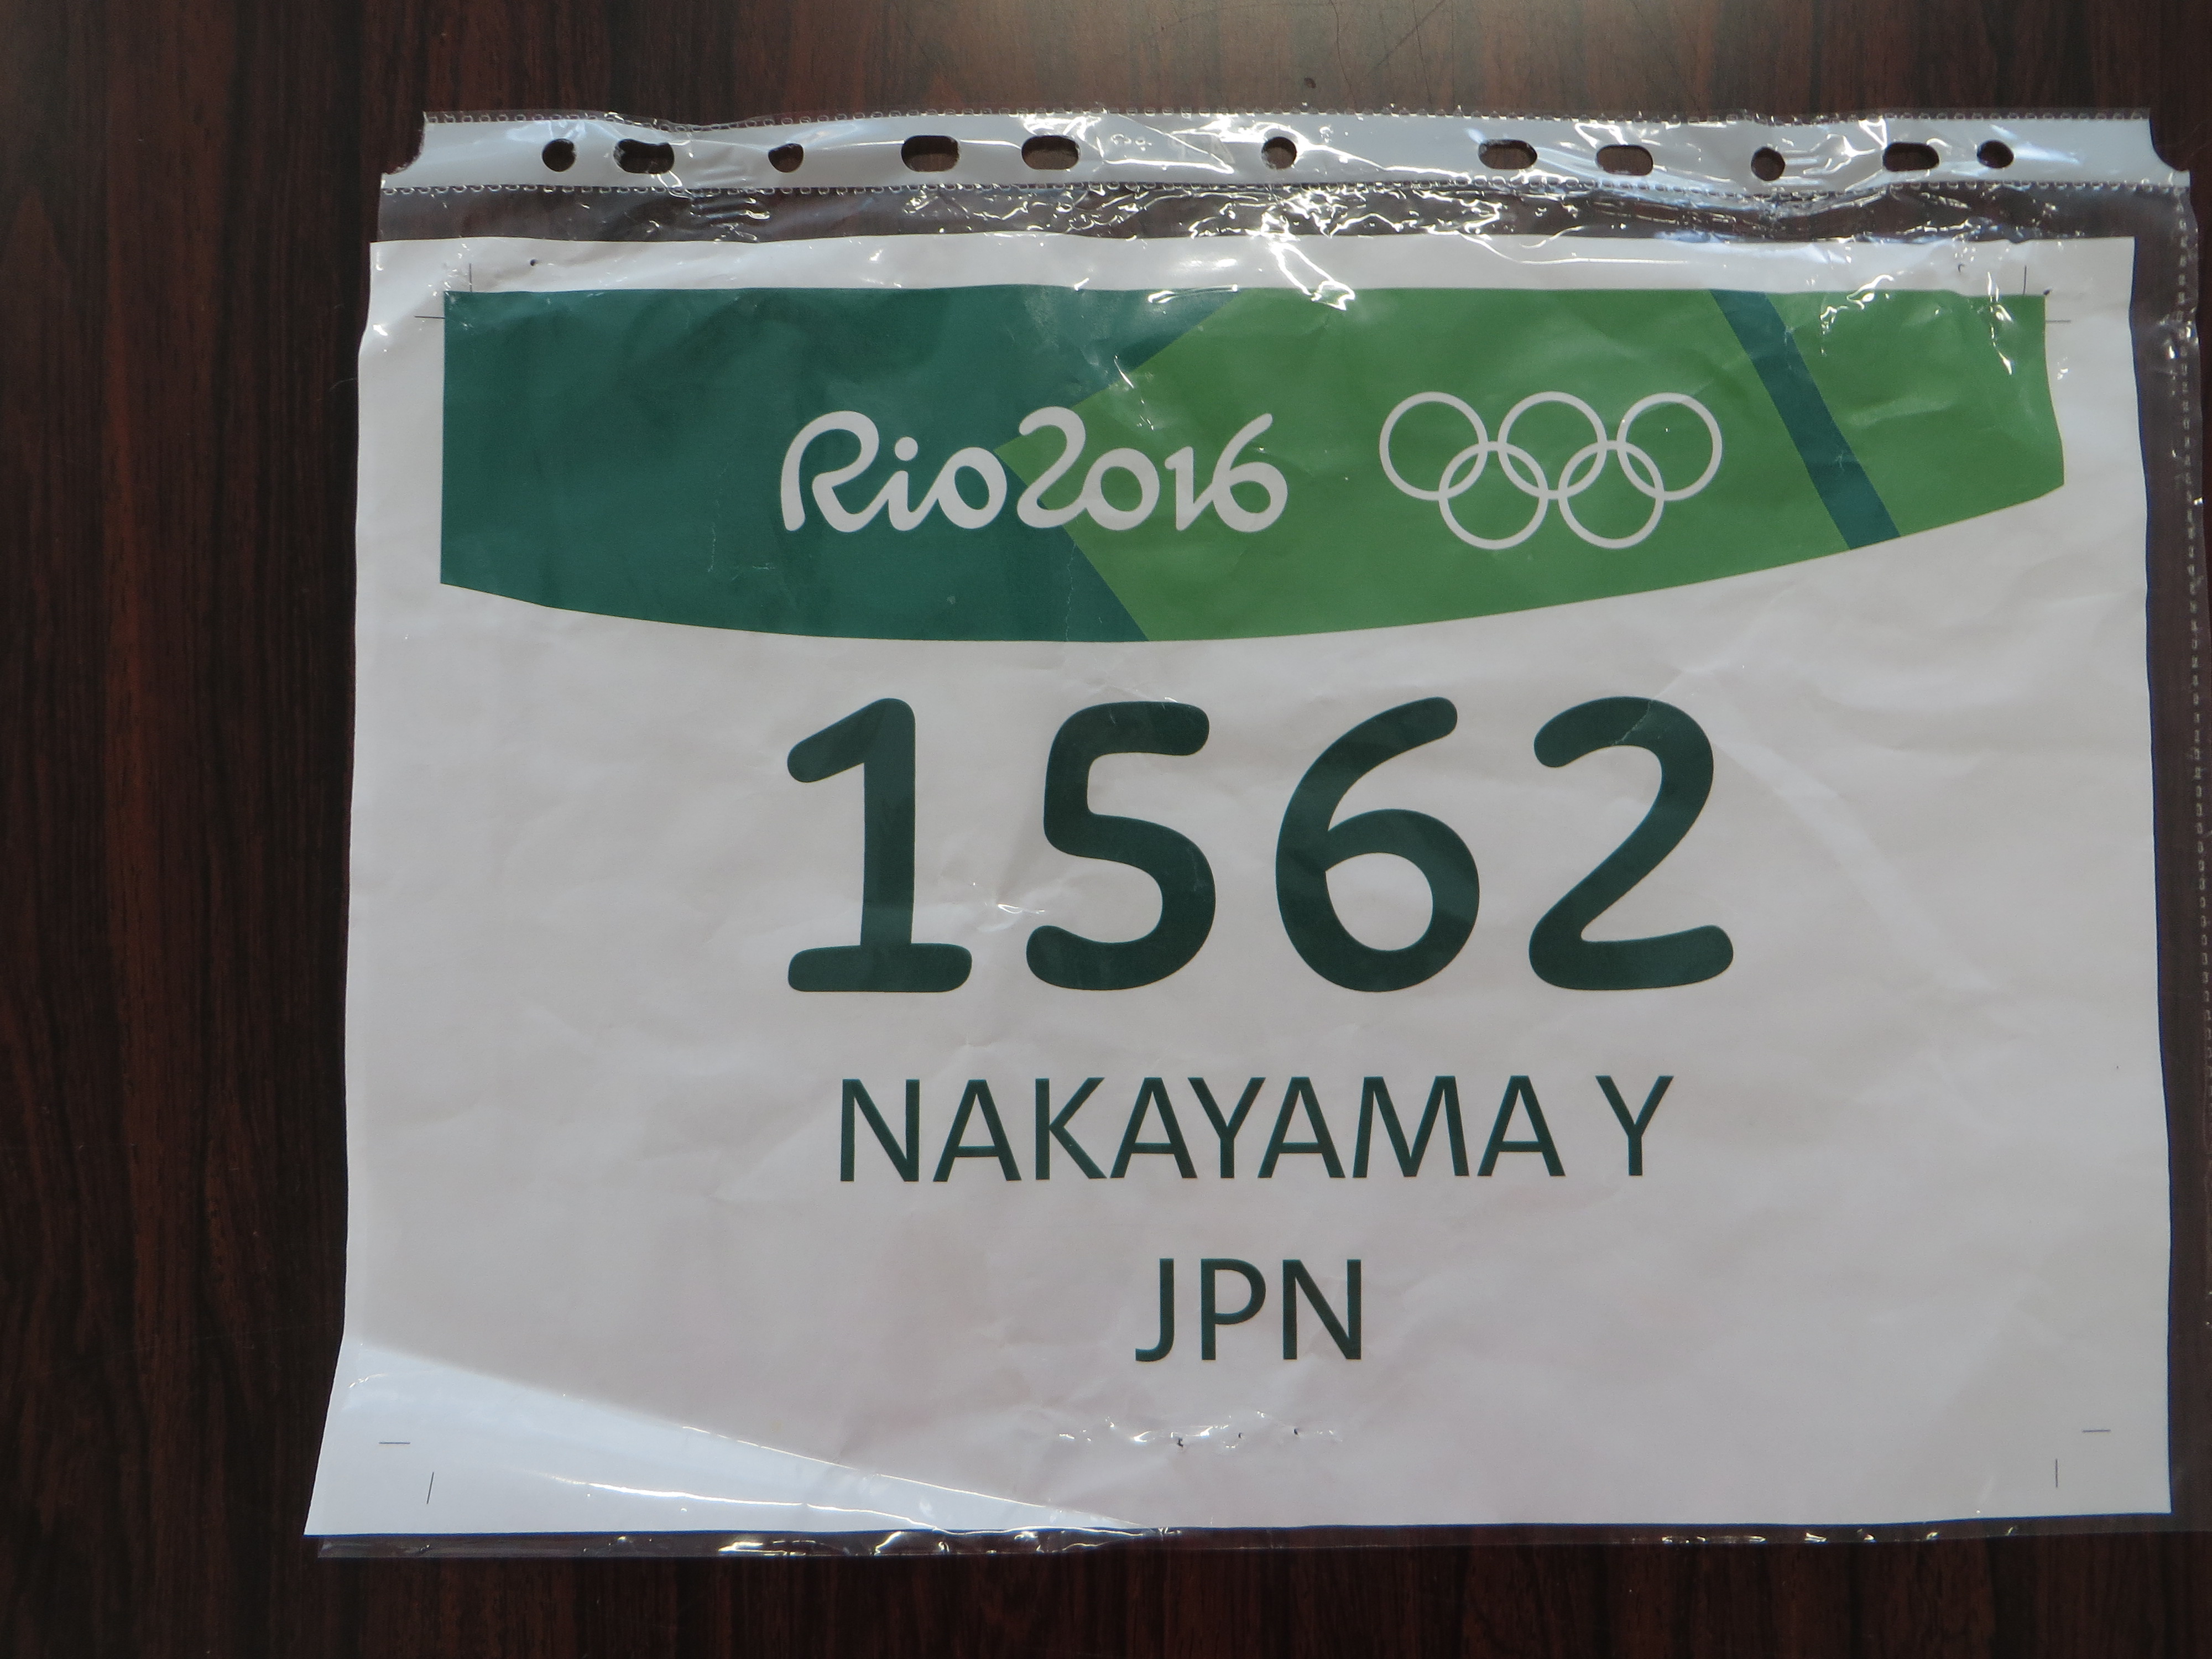 Rio2016
1562
NAKAYAMA Y
JPN